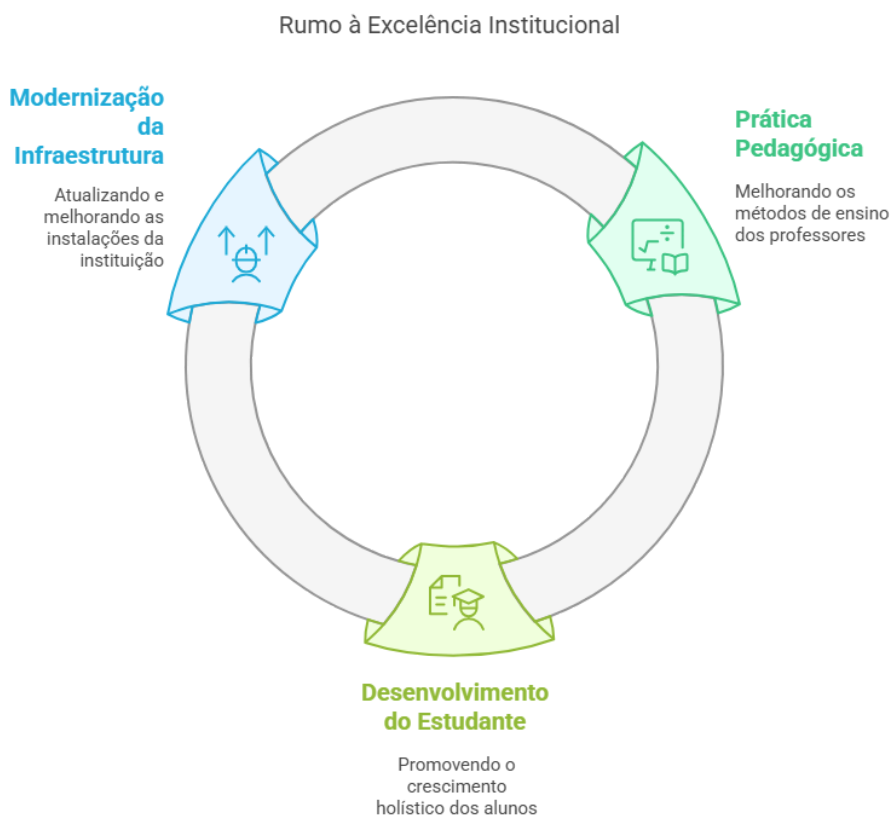 Rumo à Excelência Institucional
Modernização
da
Infraestrutura
Atualizando e
melhorando as
instalações da
instituição
Prática
Pedagógica
Melhorando os
métodos de ensino
dos professores
Desenvolvimento
do Estudante
Promovendo o
crescimento
holístico dos alunos